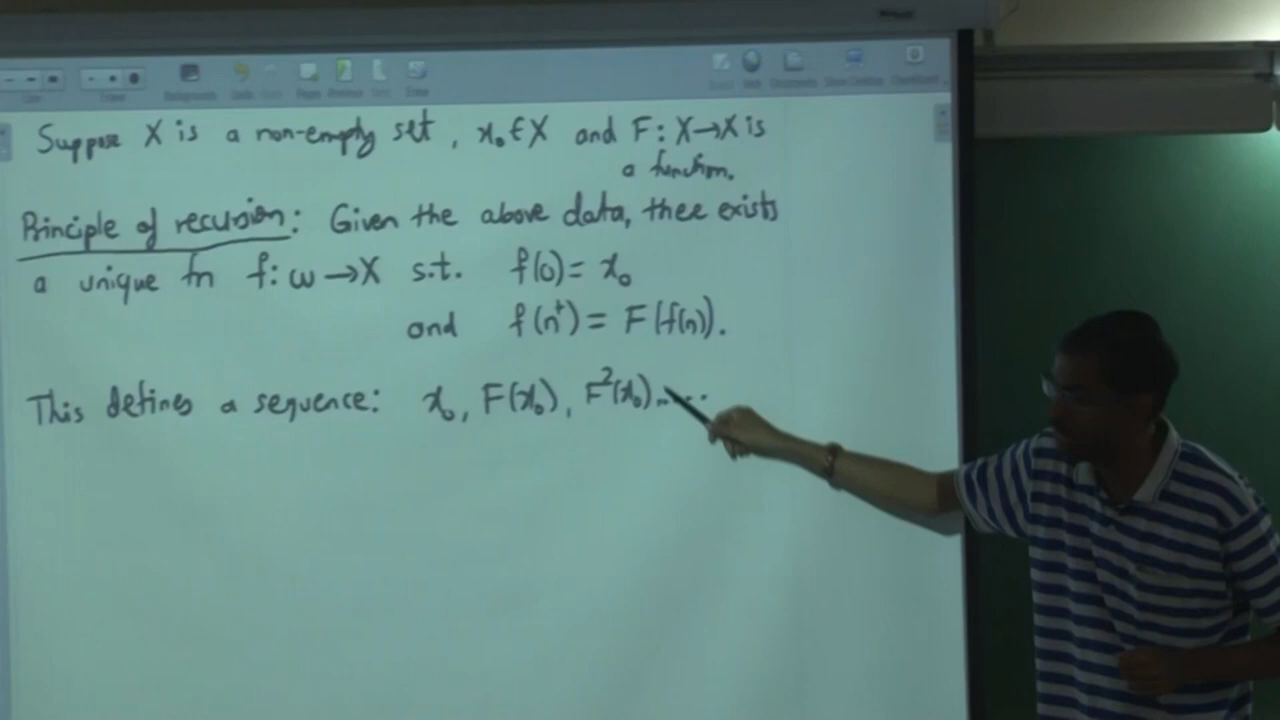 Suppose X is a non-empty set, x₀∈X and F: X→X is
a function.
Principle of recursion: Given the above data, thee exists
a unique fn f: ω→X s.t. f(0)= x₀
and f(n⁺)= F(f(n)).
This defines a sequence: x₀, F(x₀), F²(x₀),....